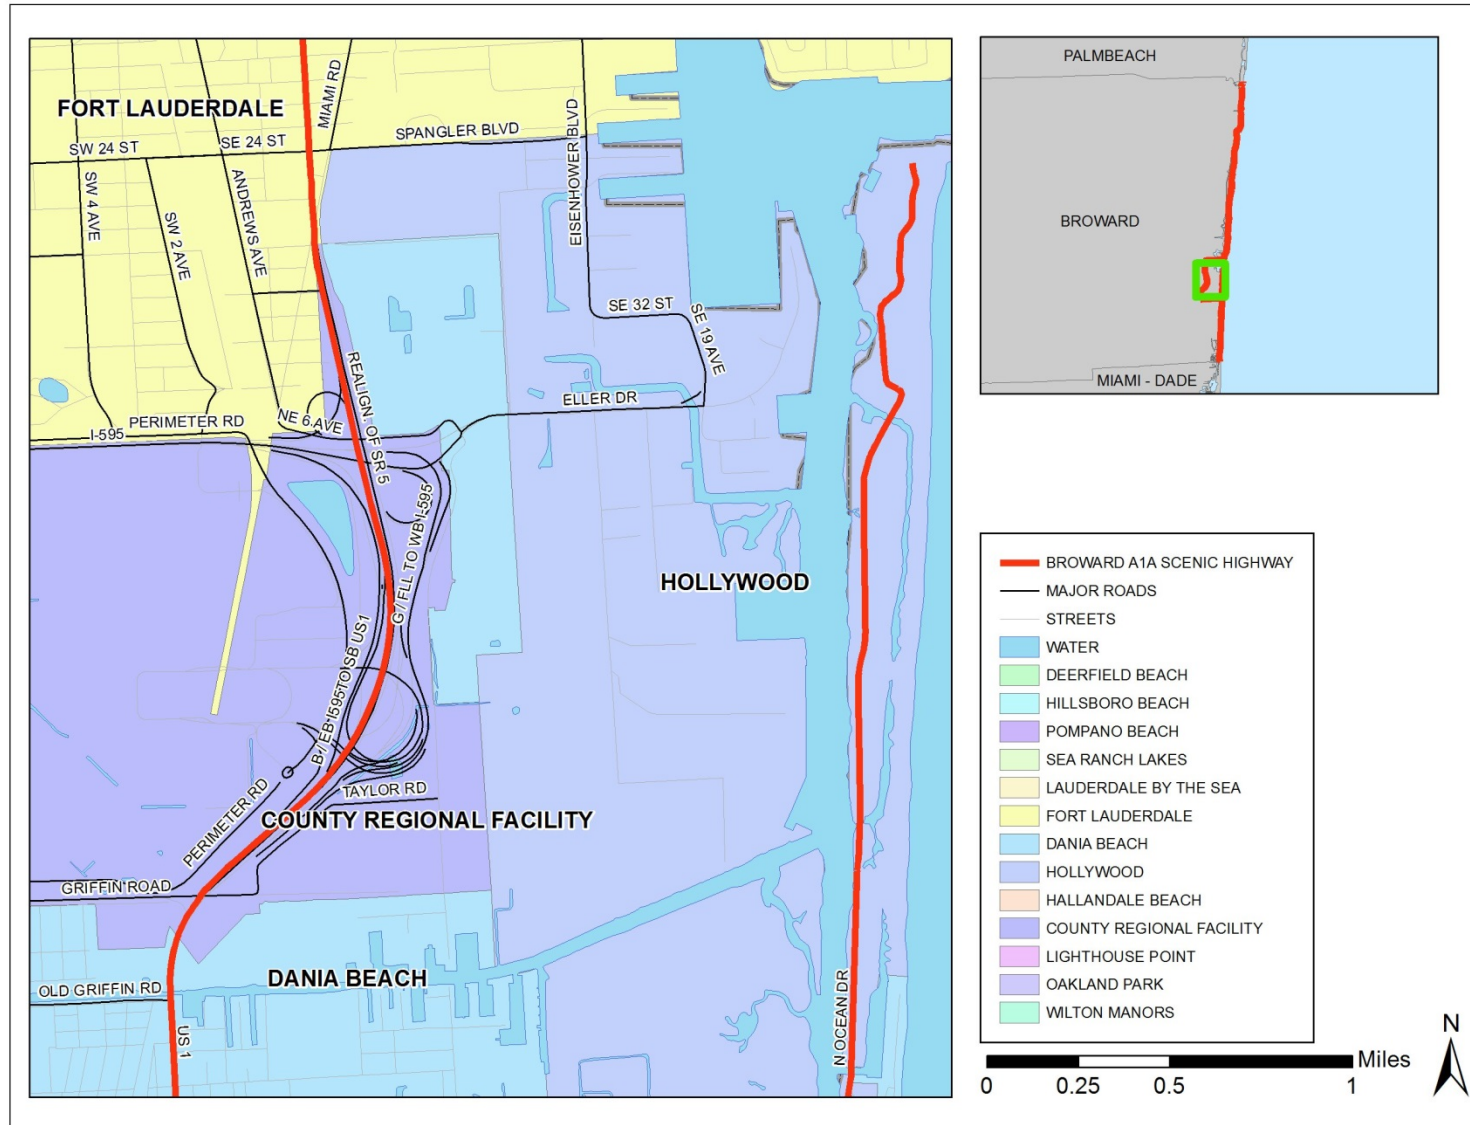 FORT LAUDERDALE
MIAMI RD
SW 24 ST
SE 24 ST
SPANGLER BLVD
EISENHOWER BLVD
SW 4 AVE
SW 2 AVE
ANDREWS AVE
SE 32 ST
SE 19 AVE
REALIGN. OF SR 5
ELLER DR
PERIMETER RD
NE 6 AVE
I-595
G / FLL TO WB I-595
HOLLYWOOD
B / EB I595 TO SB US1
PERIMETER RD
TAYLOR RD
COUNTY REGIONAL FACILITY
GRIFFIN ROAD
DANIA BEACH
OLD GRIFFIN RD
US 1
N OCEAN DR
PALMBEACH
BROWARD
MIAMI - DADE
BROWARD A1A SCENIC HIGHWAY
MAJOR ROADS
STREETS
WATER
DEERFIELD BEACH
HILLSBORO BEACH
POMPANO BEACH
SEA RANCH LAKES
LAUDERDALE BY THE SEA
FORT LAUDERDALE
DANIA BEACH
HOLLYWOOD
HALLANDALE BEACH
COUNTY REGIONAL FACILITY
LIGHTHOUSE POINT
OAKLAND PARK
WILTON MANORS
N
Miles
0 0.25 0.5 1